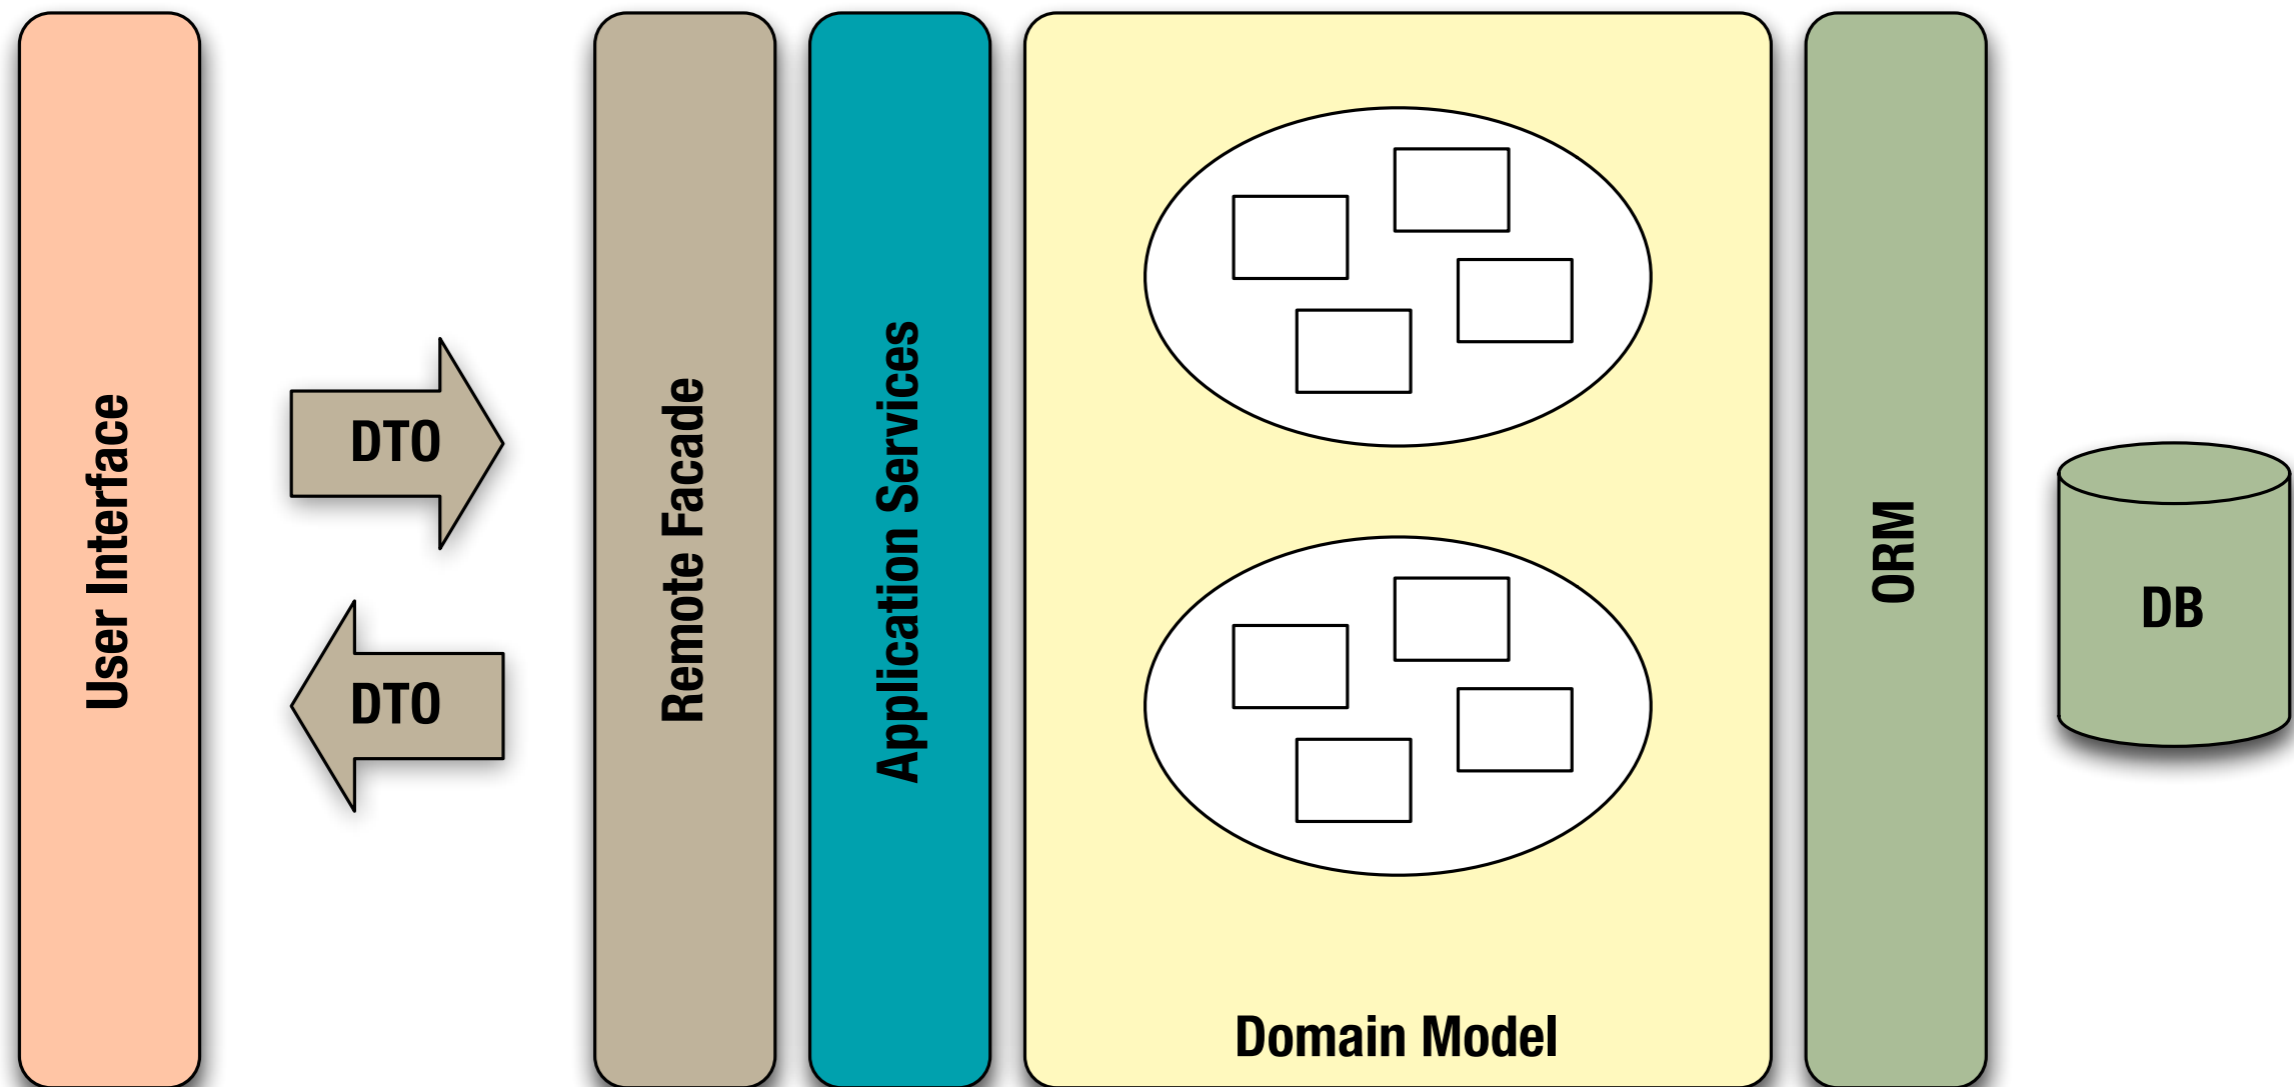 User Interface
DTO
DTO
Remote Facade
Application Services
Domain Model
ORM
DB